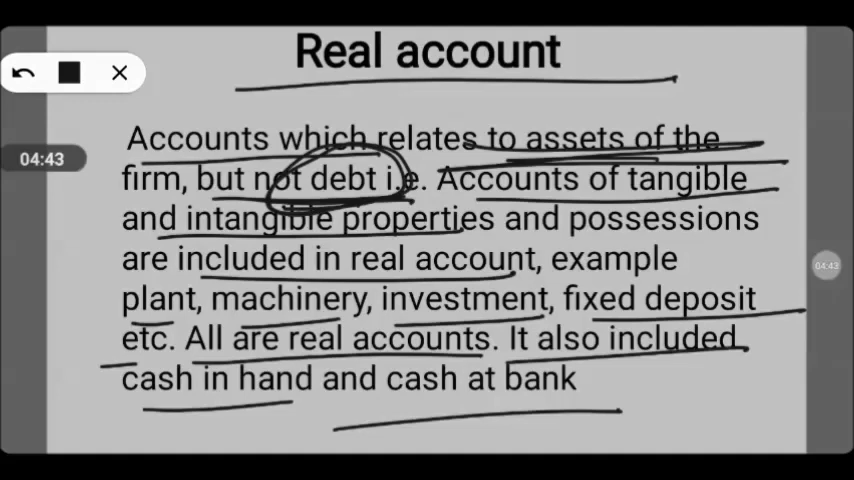 Real account
04:43
Accounts which relates to assets of the
firm, but not debt i.e. Accounts of tangible
and intangible properties and possessions
are included in real account, example
04:43
plant, machinery, investment, fixed deposit
etc. All are real accounts. It also included
cash in hand and cash at bank